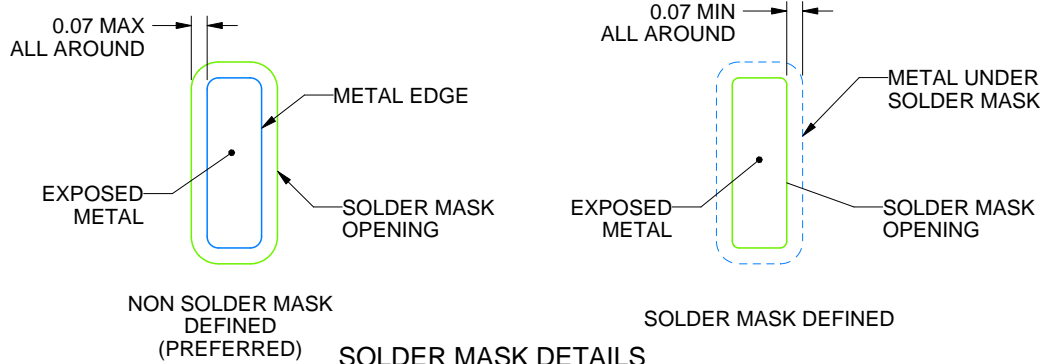 0.07 MAX
ALL AROUND
METAL EDGE
EXPOSED
METAL
SOLDER MASK
OPENING
NON SOLDER MASK
DEFINED
(PREFERRED)
0.07 MIN
ALL AROUND
METAL UNDER
SOLDER MASK
EXPOSED
METAL
SOLDER MASK
OPENING
SOLDER MASK DEFINED
SOLDER MASK DETAILS